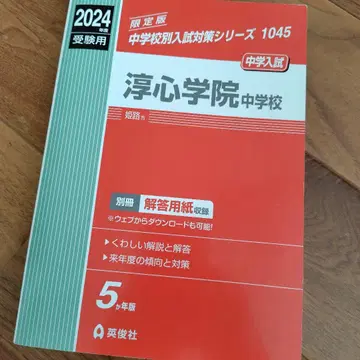 2024年度
受験用
限定版
中学校別入試対策シリーズ 1045
中学入試
淳心学院中学校
姫路市
別冊 解答用紙収録
※ウェブからダウンロードも可能!
▶くわしい解説と解答
▶来年度の傾向と対策
5ヵ年版
英俊社